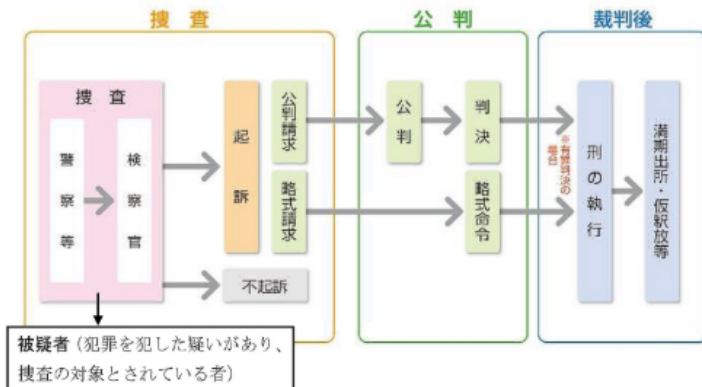 捜 査
公 判
裁判後
捜 査
警察等
検察官
起訴
公判請求
略式請求
不起訴
公判
判決
略式命令
※有罪判決の
場合
刑の執行
満期出所・仮釈放等
被疑者（犯罪を犯した疑いがあり、
捜査の対象とされている者）